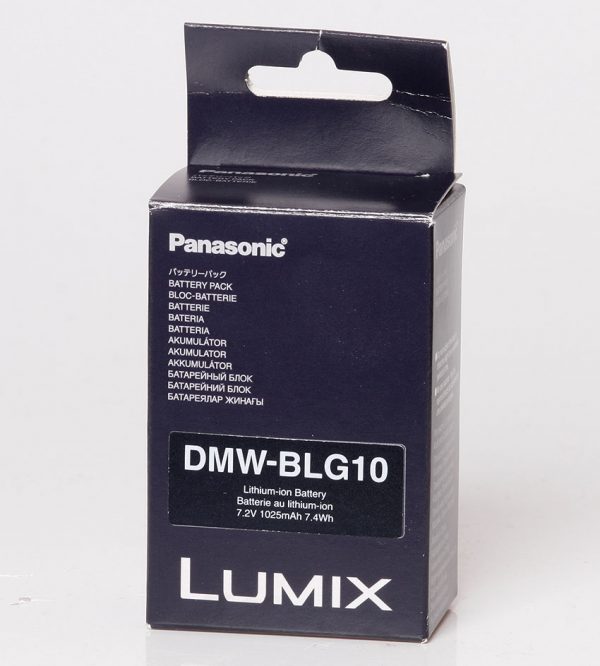 Panasonic
バッテリーパック
BATTERY PACK
BLOC-BATTERIE
BATTERIE
BATERIA
BATTERIA
AKUMULÁTOR
AKUMULATOR
AKKUMULÁTOR
БАТАРЕЙНЫЙ БЛОК
БАТАРЕЙНИЙ БЛОК
БАТАРЕЯЛАР ЖИНАҒЫ
DMW-BLG10
Lithium-ion Battery
Batterie au lithium-ion
7.2V 1025mAh 7.4Wh
LUMIX